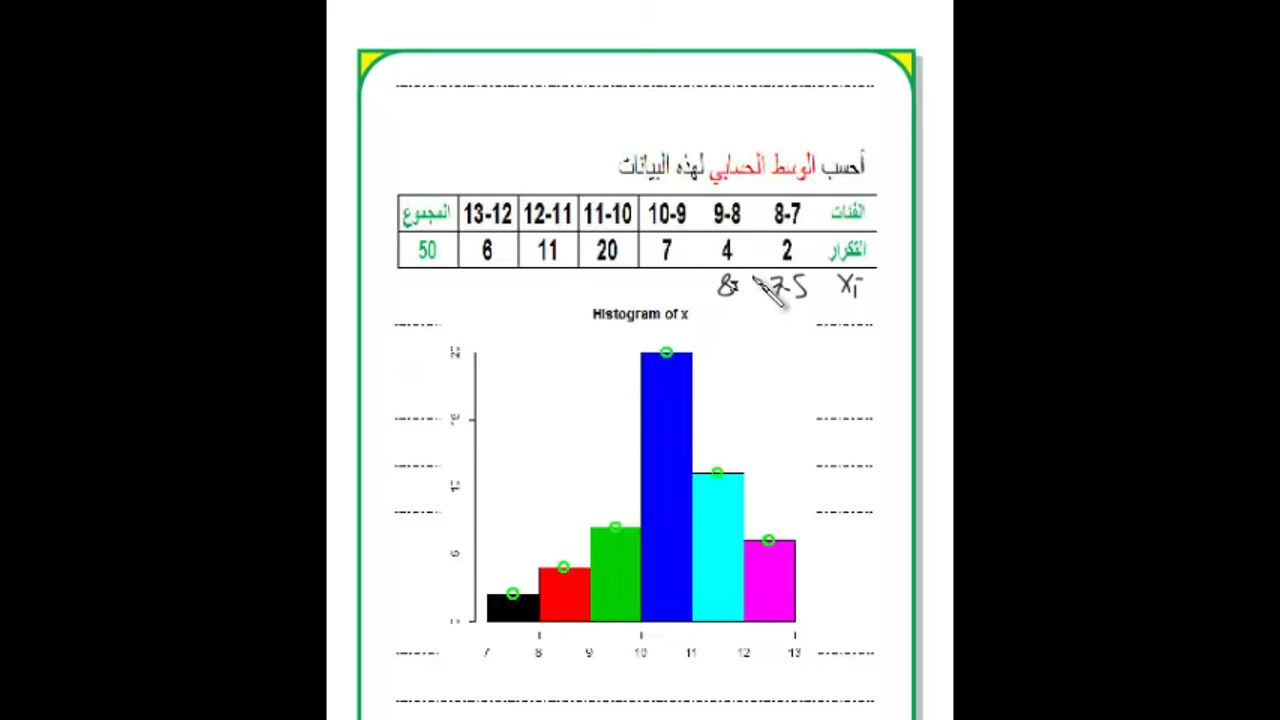 أحسب الوسط الحسابي لهذه البيانات
الفئات 8-7 9-8 10-9 11-10 12-11 13-12 المجموع
التكرار 2 4 7 20 11 6 50
Xi 7.5
Histogram of x
7 8 9 10 11 12 13